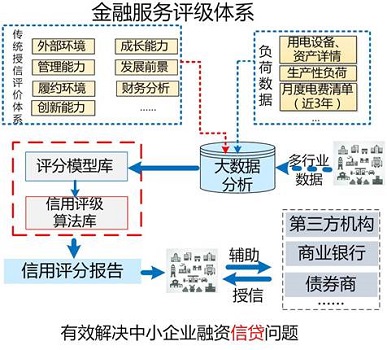 金融服务评级体系
传统授信评价体系
外部环境
成长能力
管理能力
发展前景
履约环境
财务分析
创新能力
......
负荷数据
用电设备、
资产详情
生产性负荷
月度电费清单
(近3年)
...
评分模型库
信用评级
算法库
大数据
分析
多行业
数据
信用评分报告
辅助
授信
第三方机构
商业银行
债券商
......
有效解决中小企业融资信贷问题